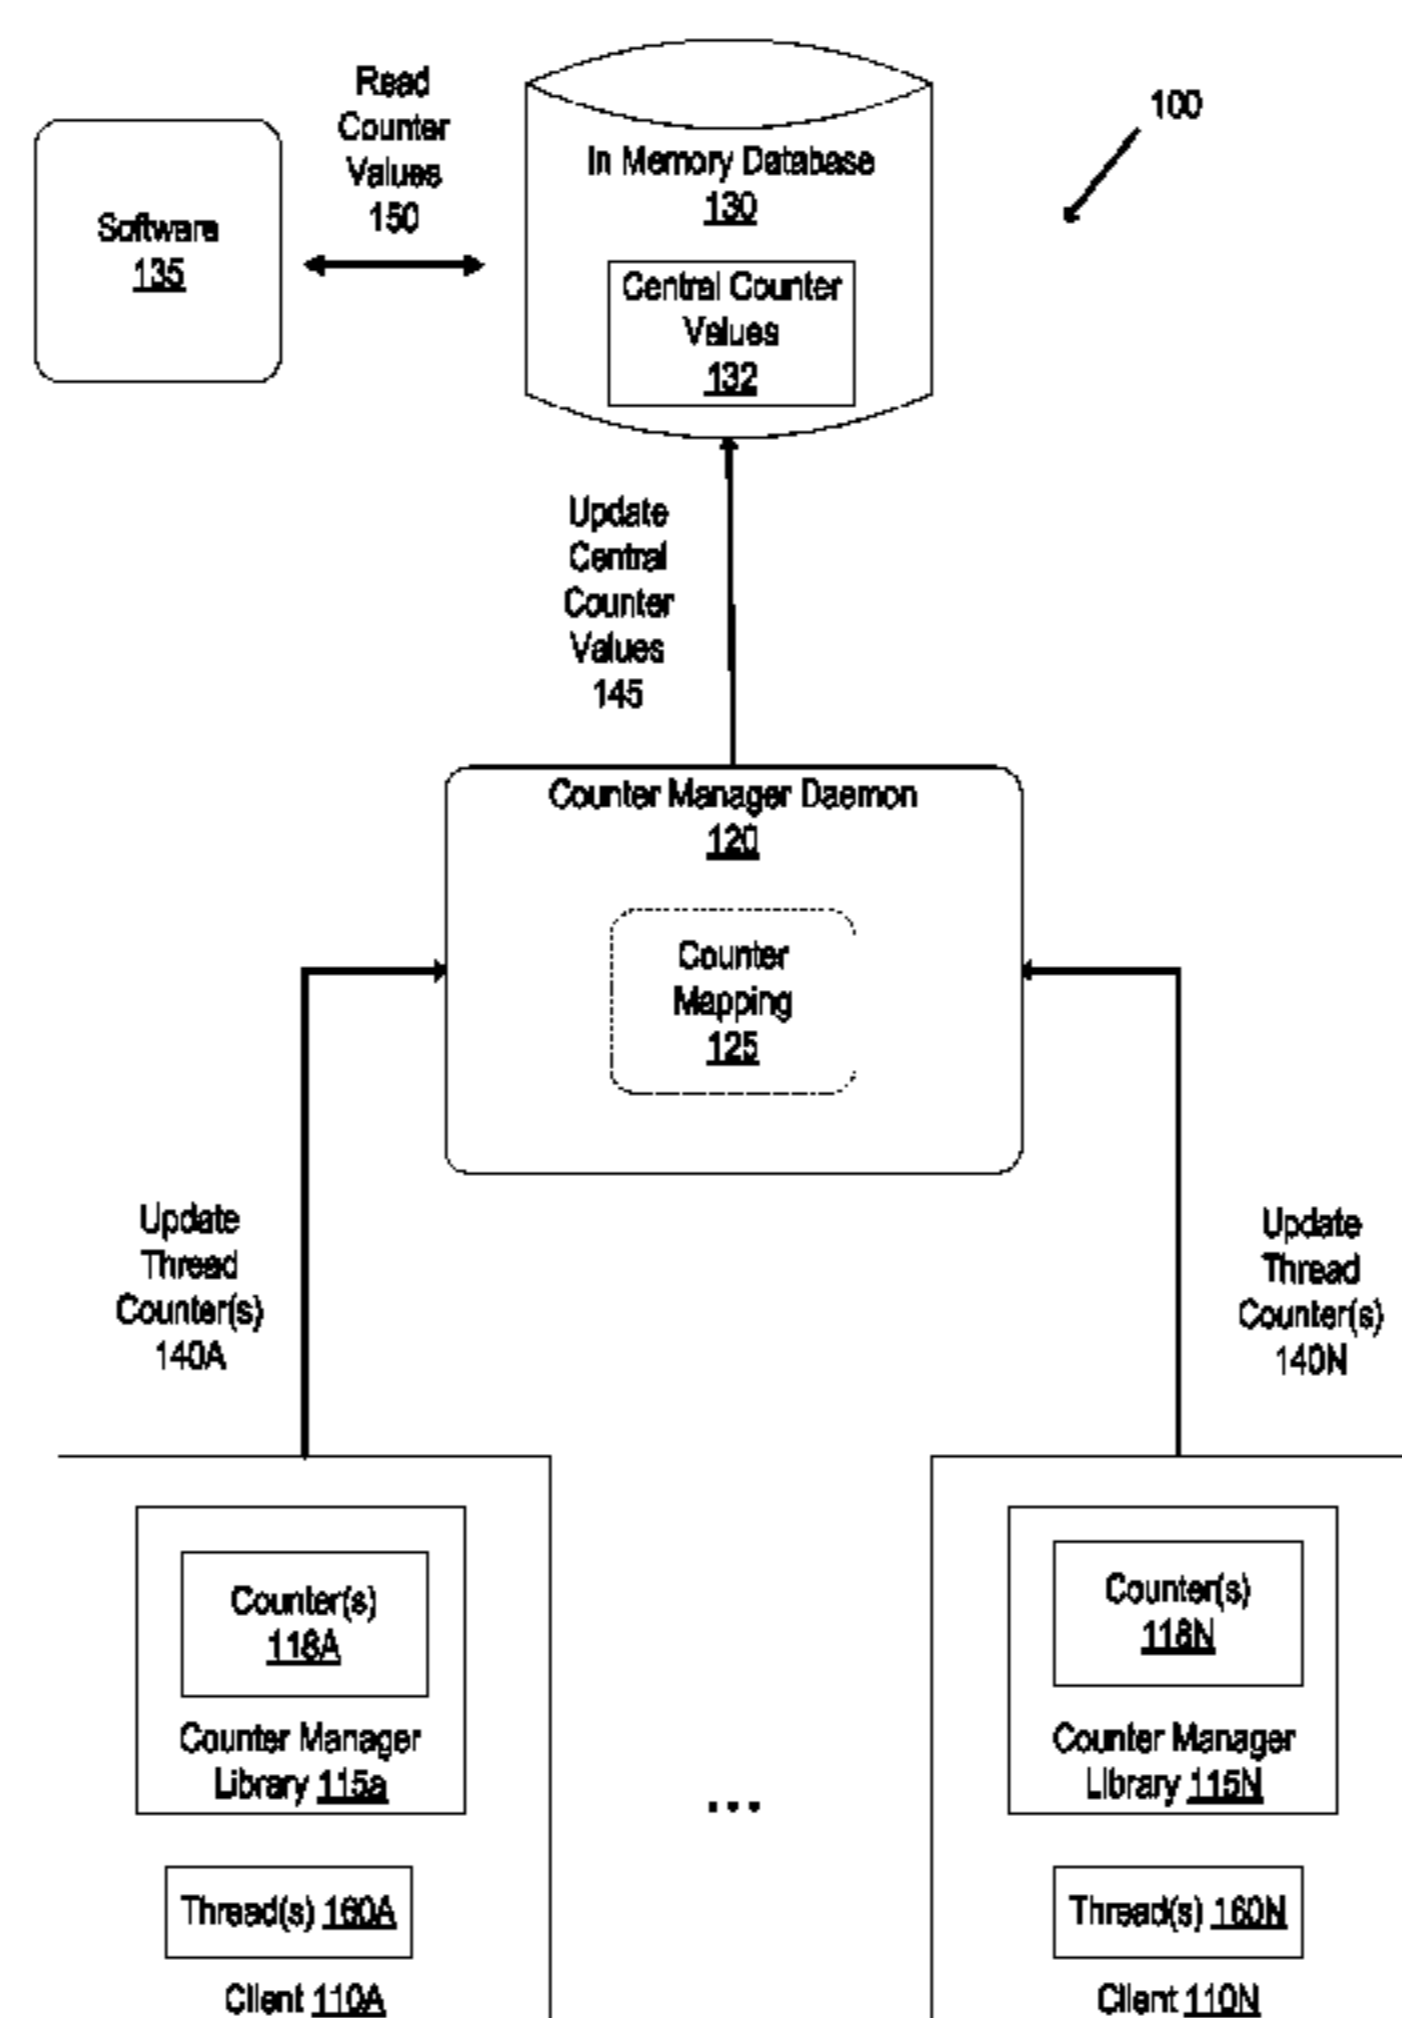 Read
Counter
Values
150
100
Software
135
In Memory Database
130
Central Counter
Values
132
Update
Central
Counter
Values
145
Counter Manager Daemon
120
Counter
Mapping
125
Update
Thread
Counter(s)
140A
Update
Thread
Counter(s)
140N
Counter(s)
118A
Counter Manager
Library 115a
Thread(s) 160A
Client 110A
...
Counter(s)
118N
Counter Manager
Library 115N
Thread(s) 160N
Client 110N